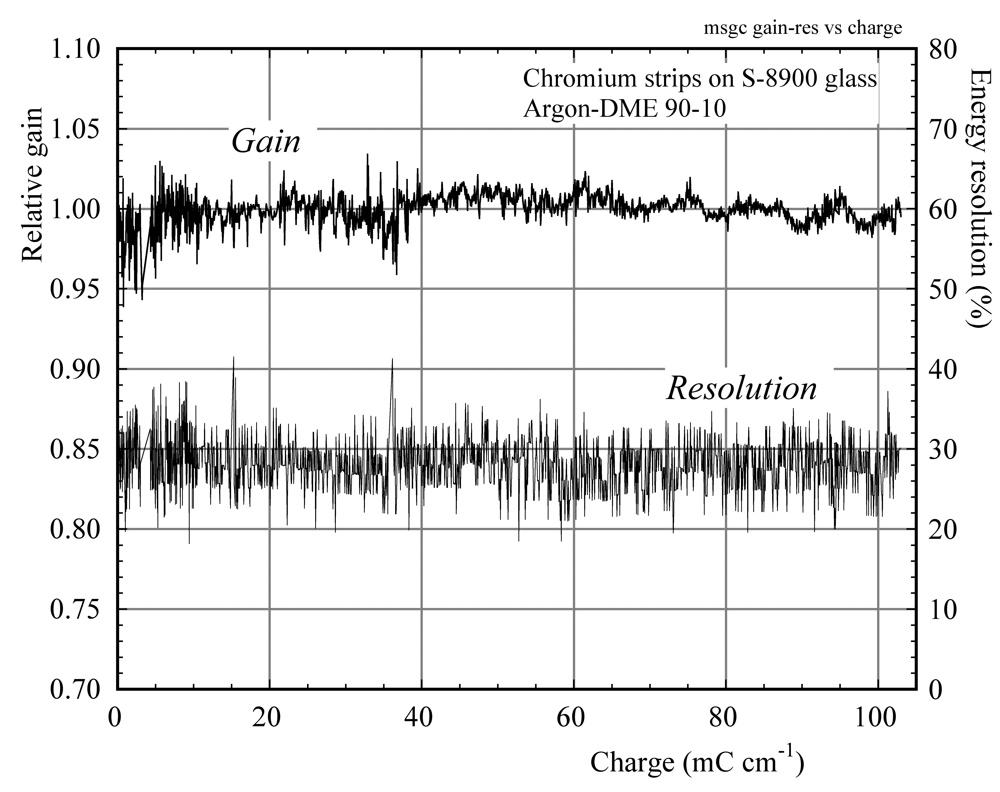 msgc gain-res vs charge
1.10
1.05
1.00
0.95
0.90
0.85
0.80
0.75
0.70
Relative gain
80
70
60
50
40
30
20
10
0
Energy resolution (%)
Chromium strips on S-8900 glass
Argon-DME 90-10
Gain
Resolution
0 20 40 60 80 100
Charge (mC cm⁻¹)